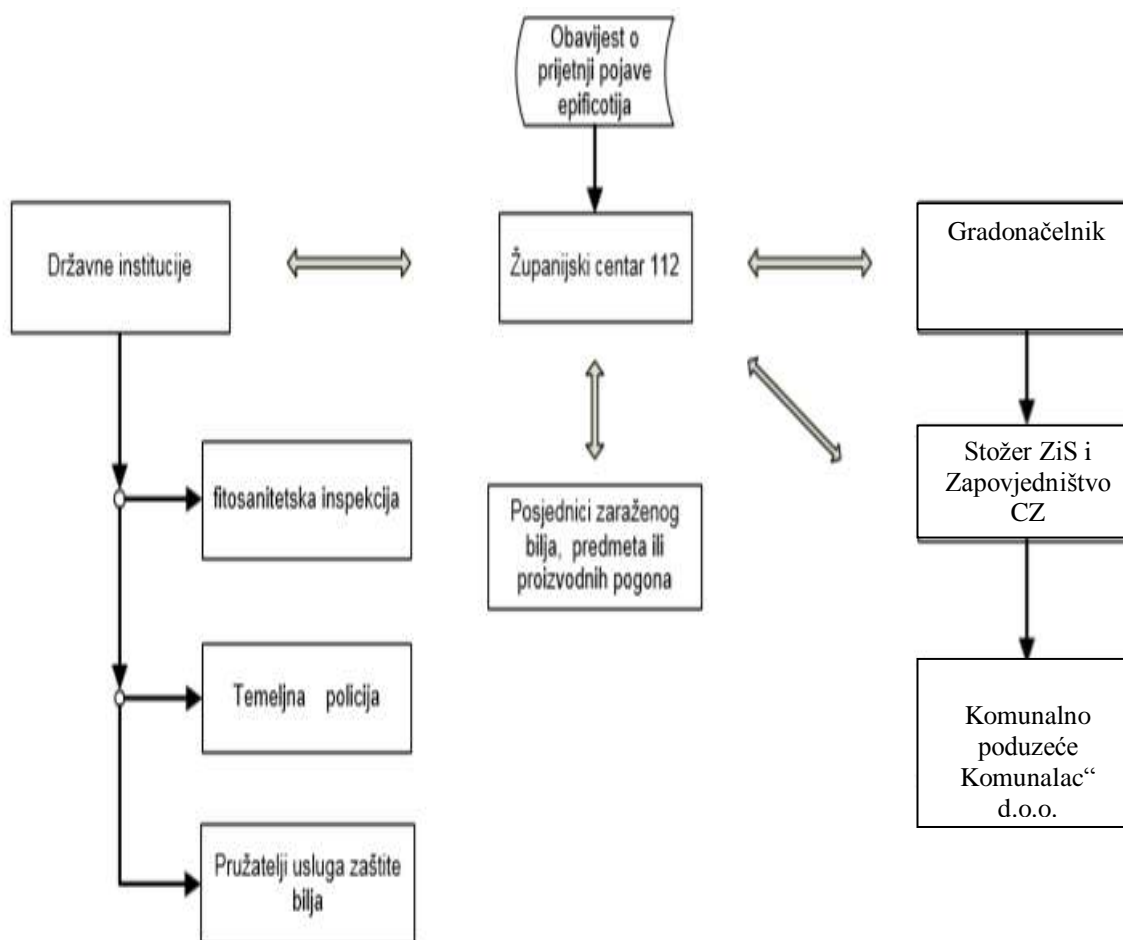 Obavijest o
prijetnji pojave
epificotija
Državne institucije
Županijski centar 112
Gradonačelnik
fitosanitetska inspekcija
Posjednici zaraženog
bilja, predmeta ili
proizvodnih pogona
Stožer ZiS i
Zapovjedništvo
CZ
Temeljna policija
Komunalno
poduzeće
Komunalac“
d.o.o.
Pružatelji usluga zaštite
bilja